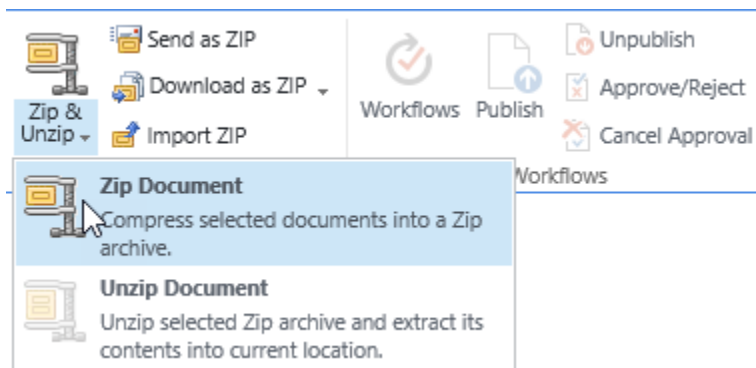 Send as ZIP
Download as ZIP
Import ZIP
Zip &
Unzip
Workflows
Publish
Unpublish
Approve/Reject
Cancel Approval
Workflows
Zip Document
Compress selected documents into a Zip
archive.
Unzip Document
Unzip selected Zip archive and extract its
contents into current location.